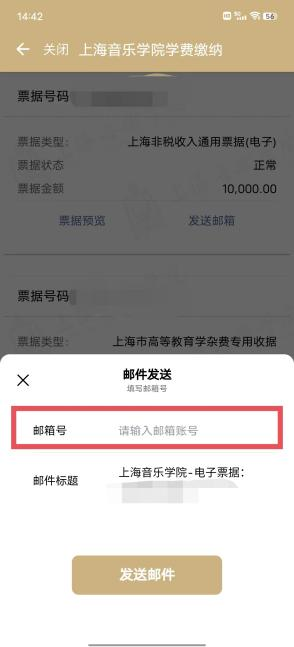 14:42
5G
56
关闭 上海音乐学院学费缴纳
票据号码
票据类型: 上海非税收入通用票据(电子)
票据状态 正常
票据金额 10,000.00
票据预览 发送邮箱
票据号码
票据类型: 上海市高等教育学杂费专用收据
邮件发送
填写邮箱号
邮箱号 请输入邮箱账号
邮件标题 上海音乐学院-电子票据:
发送邮件